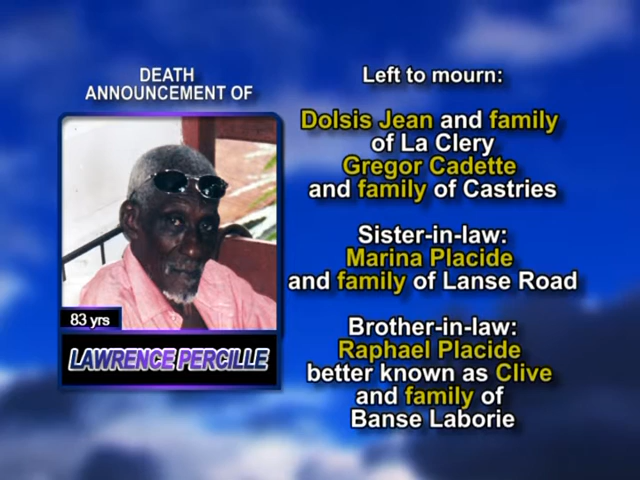 DEATH
ANNOUNCEMENT OF
83 yrs
LAWRENCE PERCILLE
Left to mourn:
Dolsis Jean and family
of La Clery
Gregor Cadette
and family of Castries
Sister-in-law:
Marina Placide
and family of Lanse Road
Brother-in-law:
Raphael Placide
better known as Clive
and family of
Banse Laborie